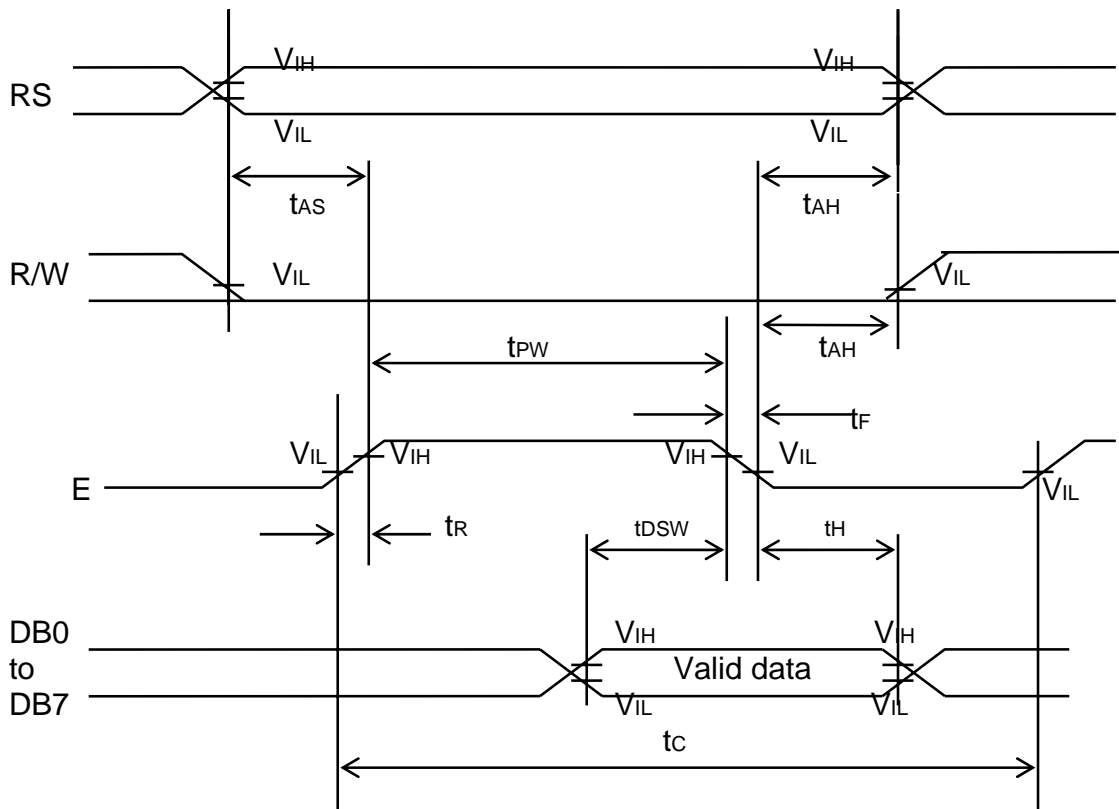 VIH VIH
RS
VIL VIL
tAS tAH
R/W VIL VIL
tPW tAH
tF
VIL VIH VIH VIL
E VIL
tR tDSW tH
DB0 VIH VIH
to Valid data
DB7 VIL VIL
tC